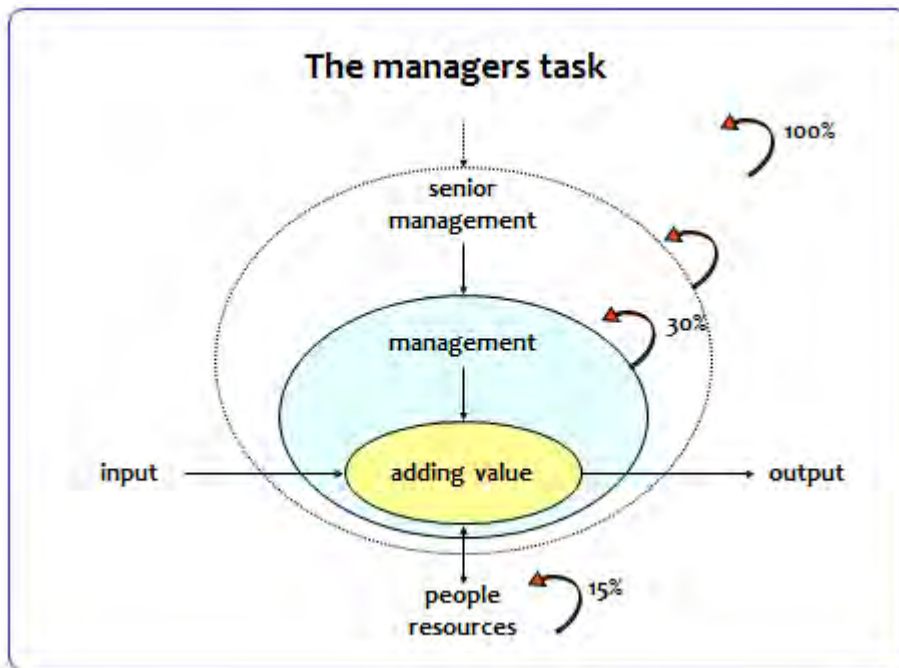 The managers task
100%
senior
management
30%
management
input
adding value
output
people
resources
15%